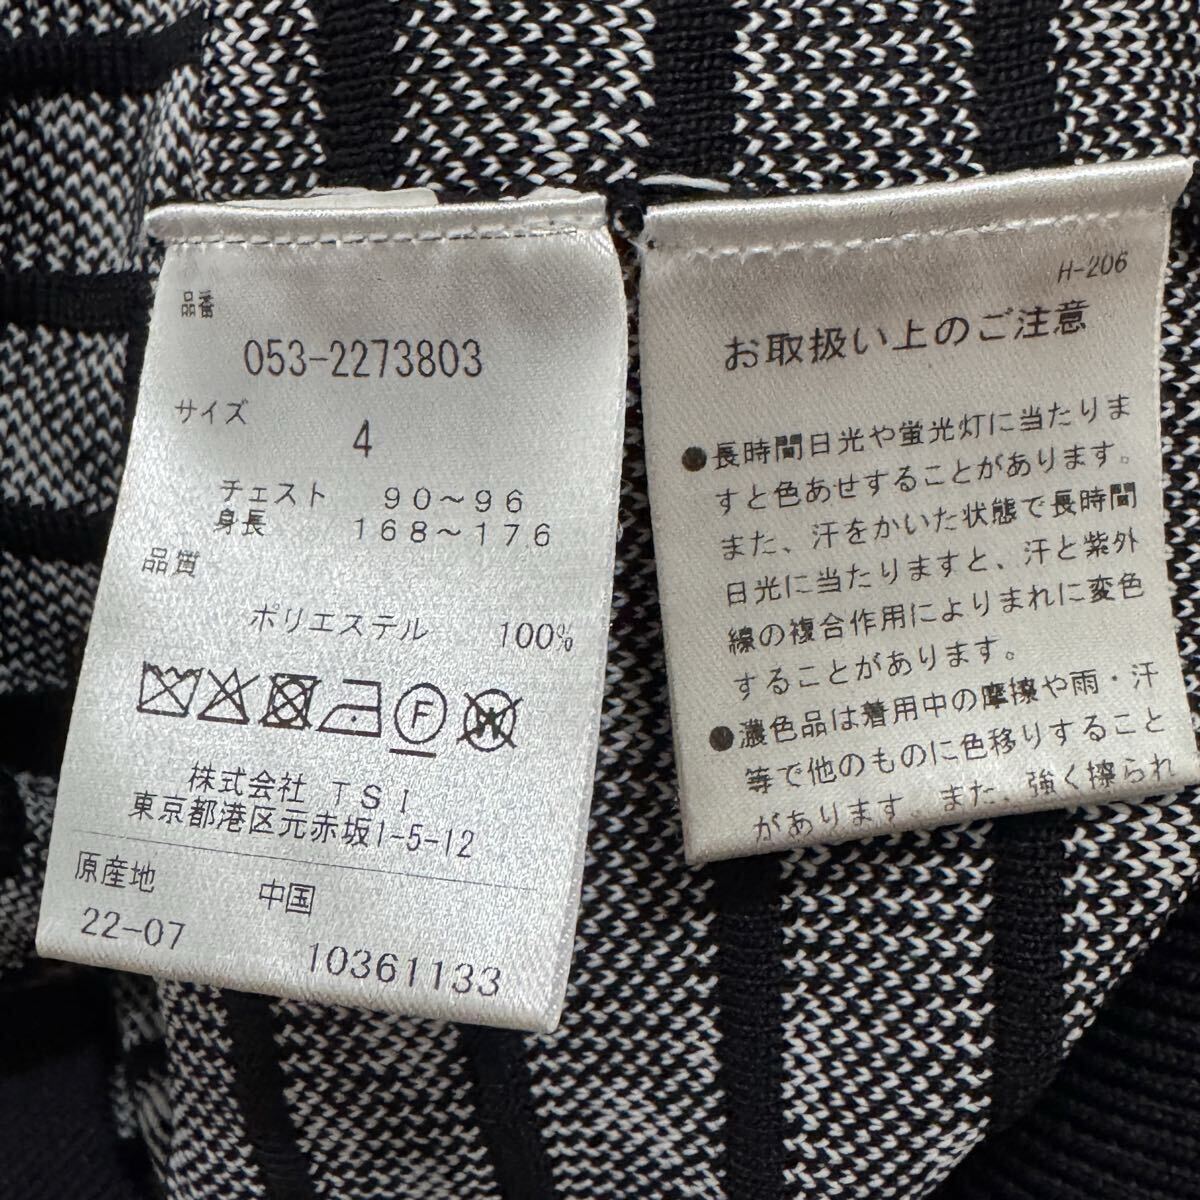 品番
053-2273803
サイズ
4
チェスト 90~96
身長 168~176
品質
ポリエステル 100%
F
W
株式会社 TSI
東京都港区元赤坂1-5-12
原産地 中国
22-07 10361133
H-206
お取扱い上のご注意
●長時間日光や蛍光灯に当たりま
すと色あせすることがあります。
また、汗をかいた状態で長時間
日光に当たりますと、汗と紫外
線の複合作用によりまれに変色
することがあります。
●濃色品は着用中の摩擦や雨・汗
等で他のものに色移りすること
があります。また、強く擦られ